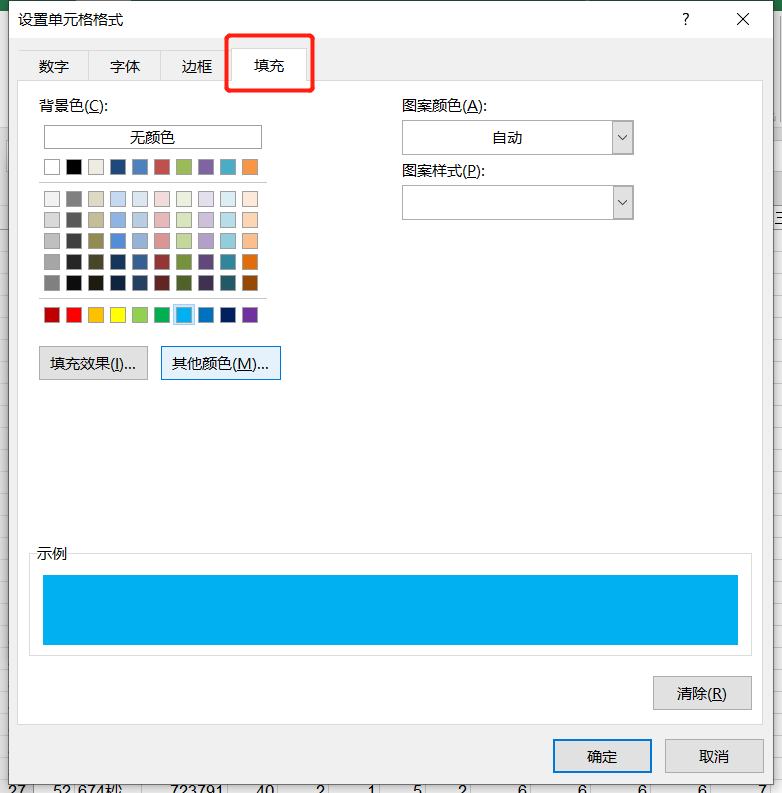 设置单元格格式
?
数字 字体 边框 填充
背景色(C): 图案颜色(A):
无颜色 自动
图案样式(P):
填充效果(I)... 其他颜色(M)...
示例
清除(R)
确定 取消
27 52 674秒 723791 40 2 1 5 2 6 6 6 6 7